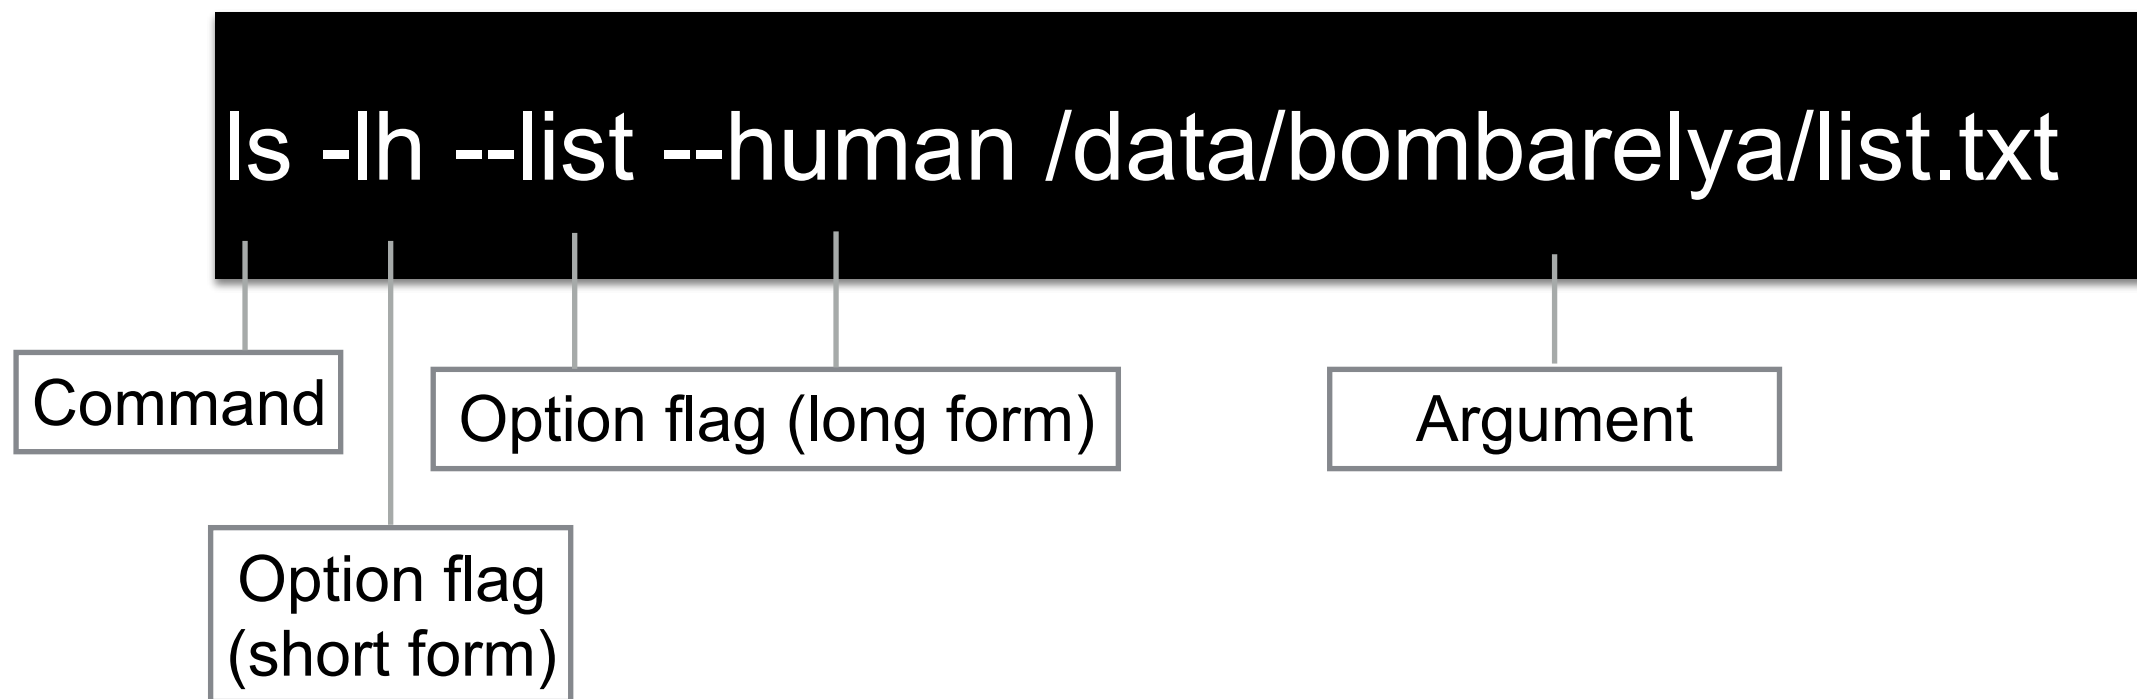 ls -lh --list --human /data/bombarelya/list.txt
Command
Option flag (long form)
Argument
Option flag
(short form)